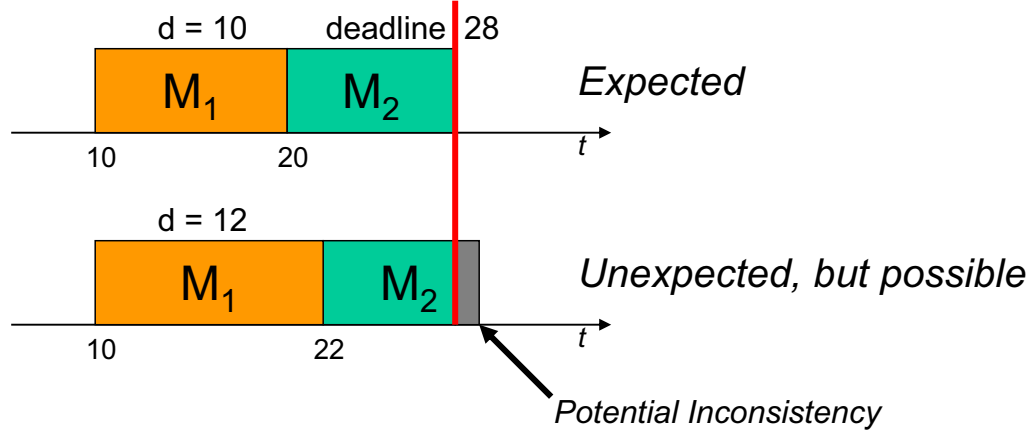 d = 10 deadline 28
M₁ M₂ Expected
10 20 t
d = 12
M₁ M₂ Unexpected, but possible
10 22 t
Potential Inconsistency